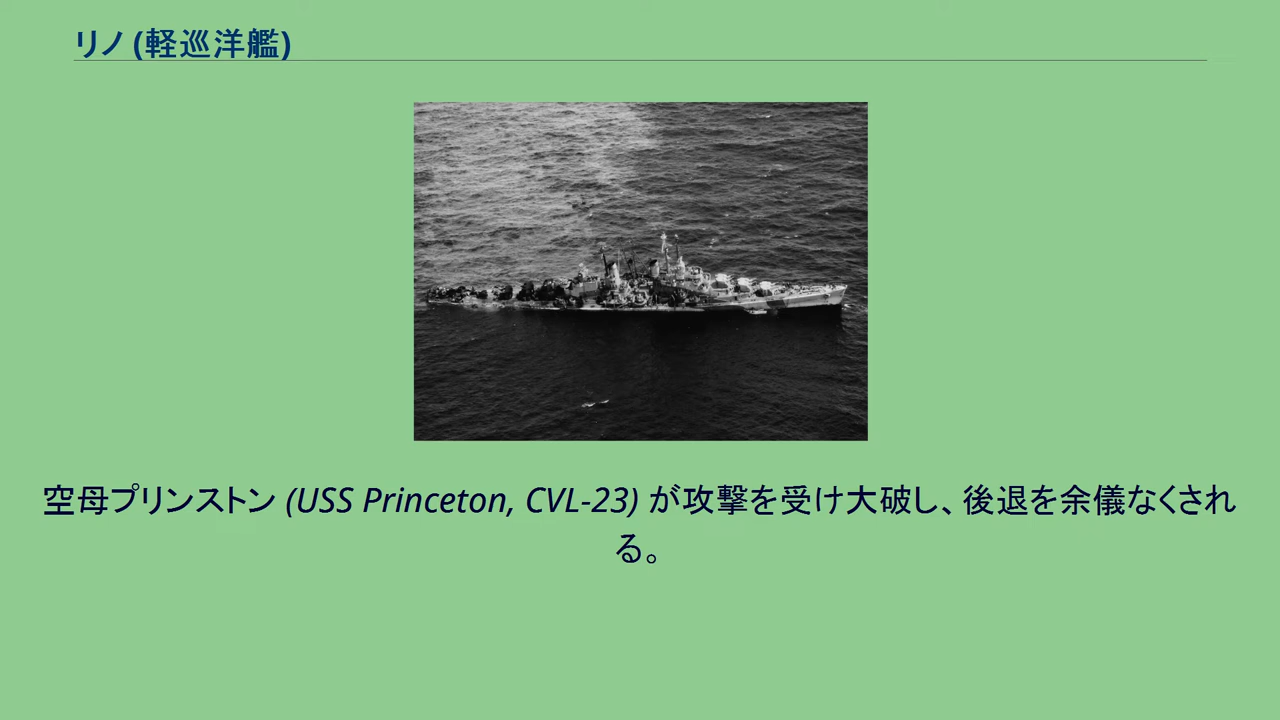 リノ (軽巡洋艦)
空母プリンストン (USS Princeton, CVL-23) が攻撃を受け大破し、後退を余儀なくされ
る。